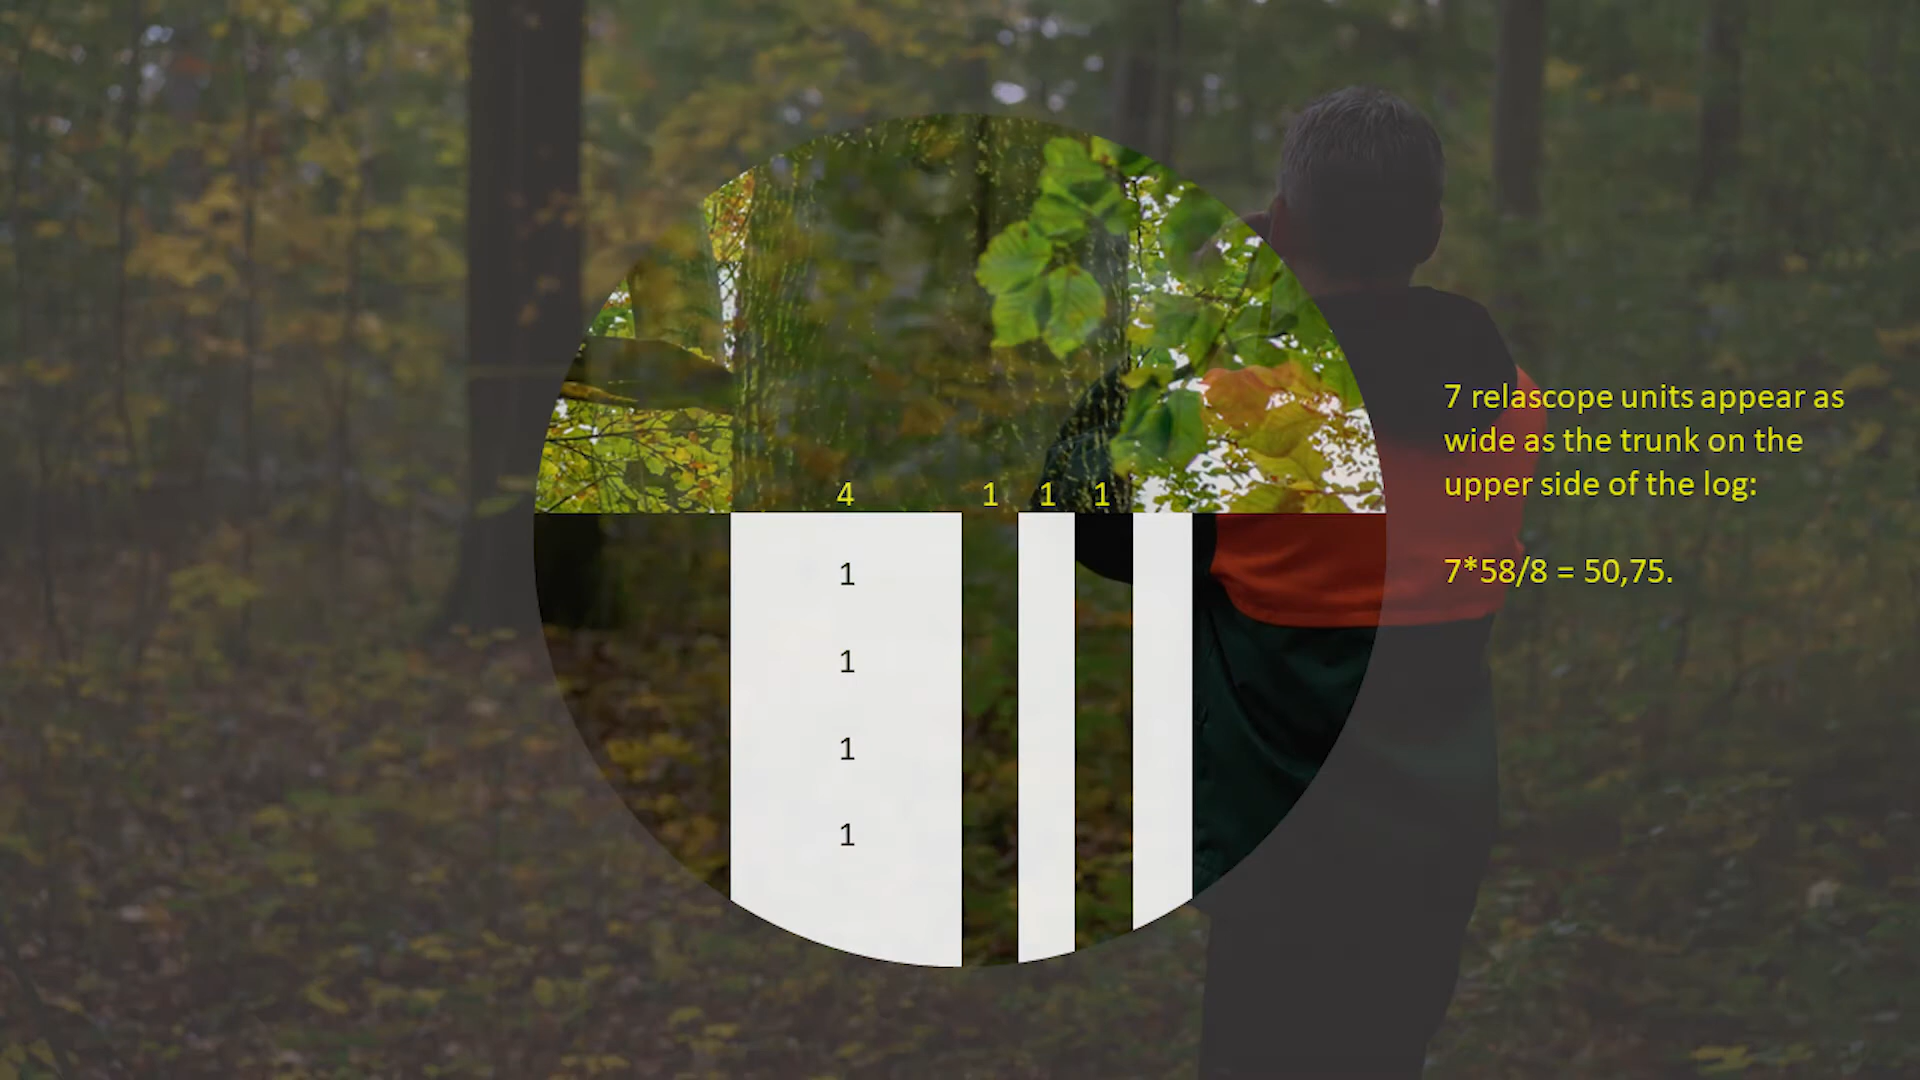 7 relascope units appear as
wide as the trunk on the
upper side of the log:
7*58/8 = 50,75.
4 1 1 1
1
1
1
1